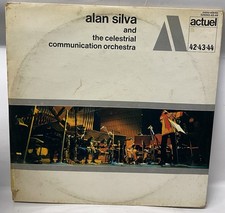 alan silva
and
the celestrial
communication orchestra
actuel
42·43·44